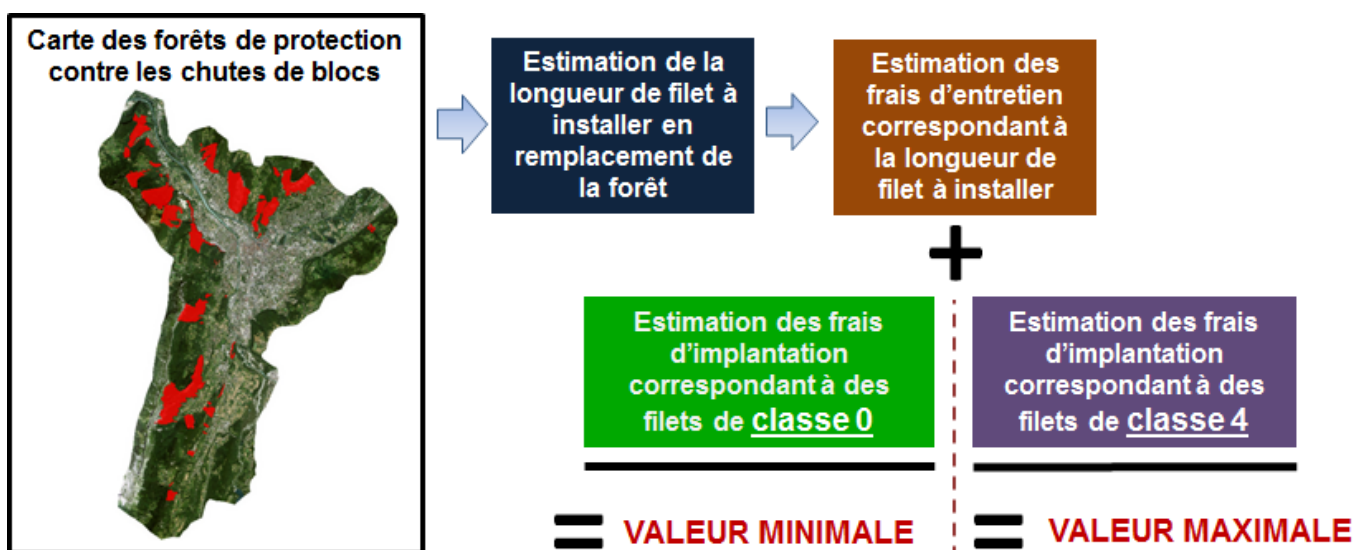 Carte des forêts de protection
contre les chutes de blocs
Estimation de la
longueur de filet à
installer en
remplacement de
la forêt
Estimation des
frais d'entretien
correspondant à
la longueur de
filet à installer
+
Estimation des frais
d'implantation
correspondant à des
filets de classe 0
Estimation des frais
d'implantation
correspondant à des
filets de classe 4
= VALEUR MINIMALE
= VALEUR MAXIMALE